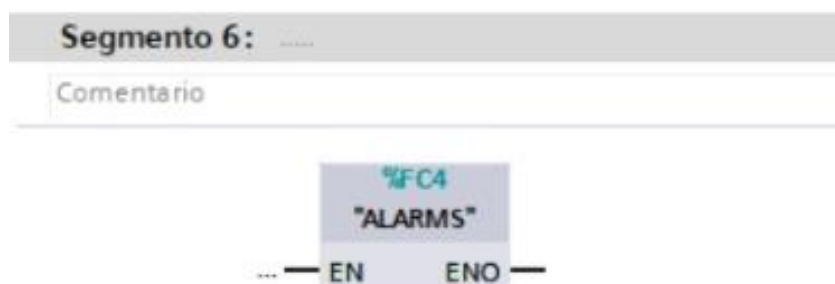 Segmento 6: .....
Comentario
%FC4
"ALARMS"
... EN ENO